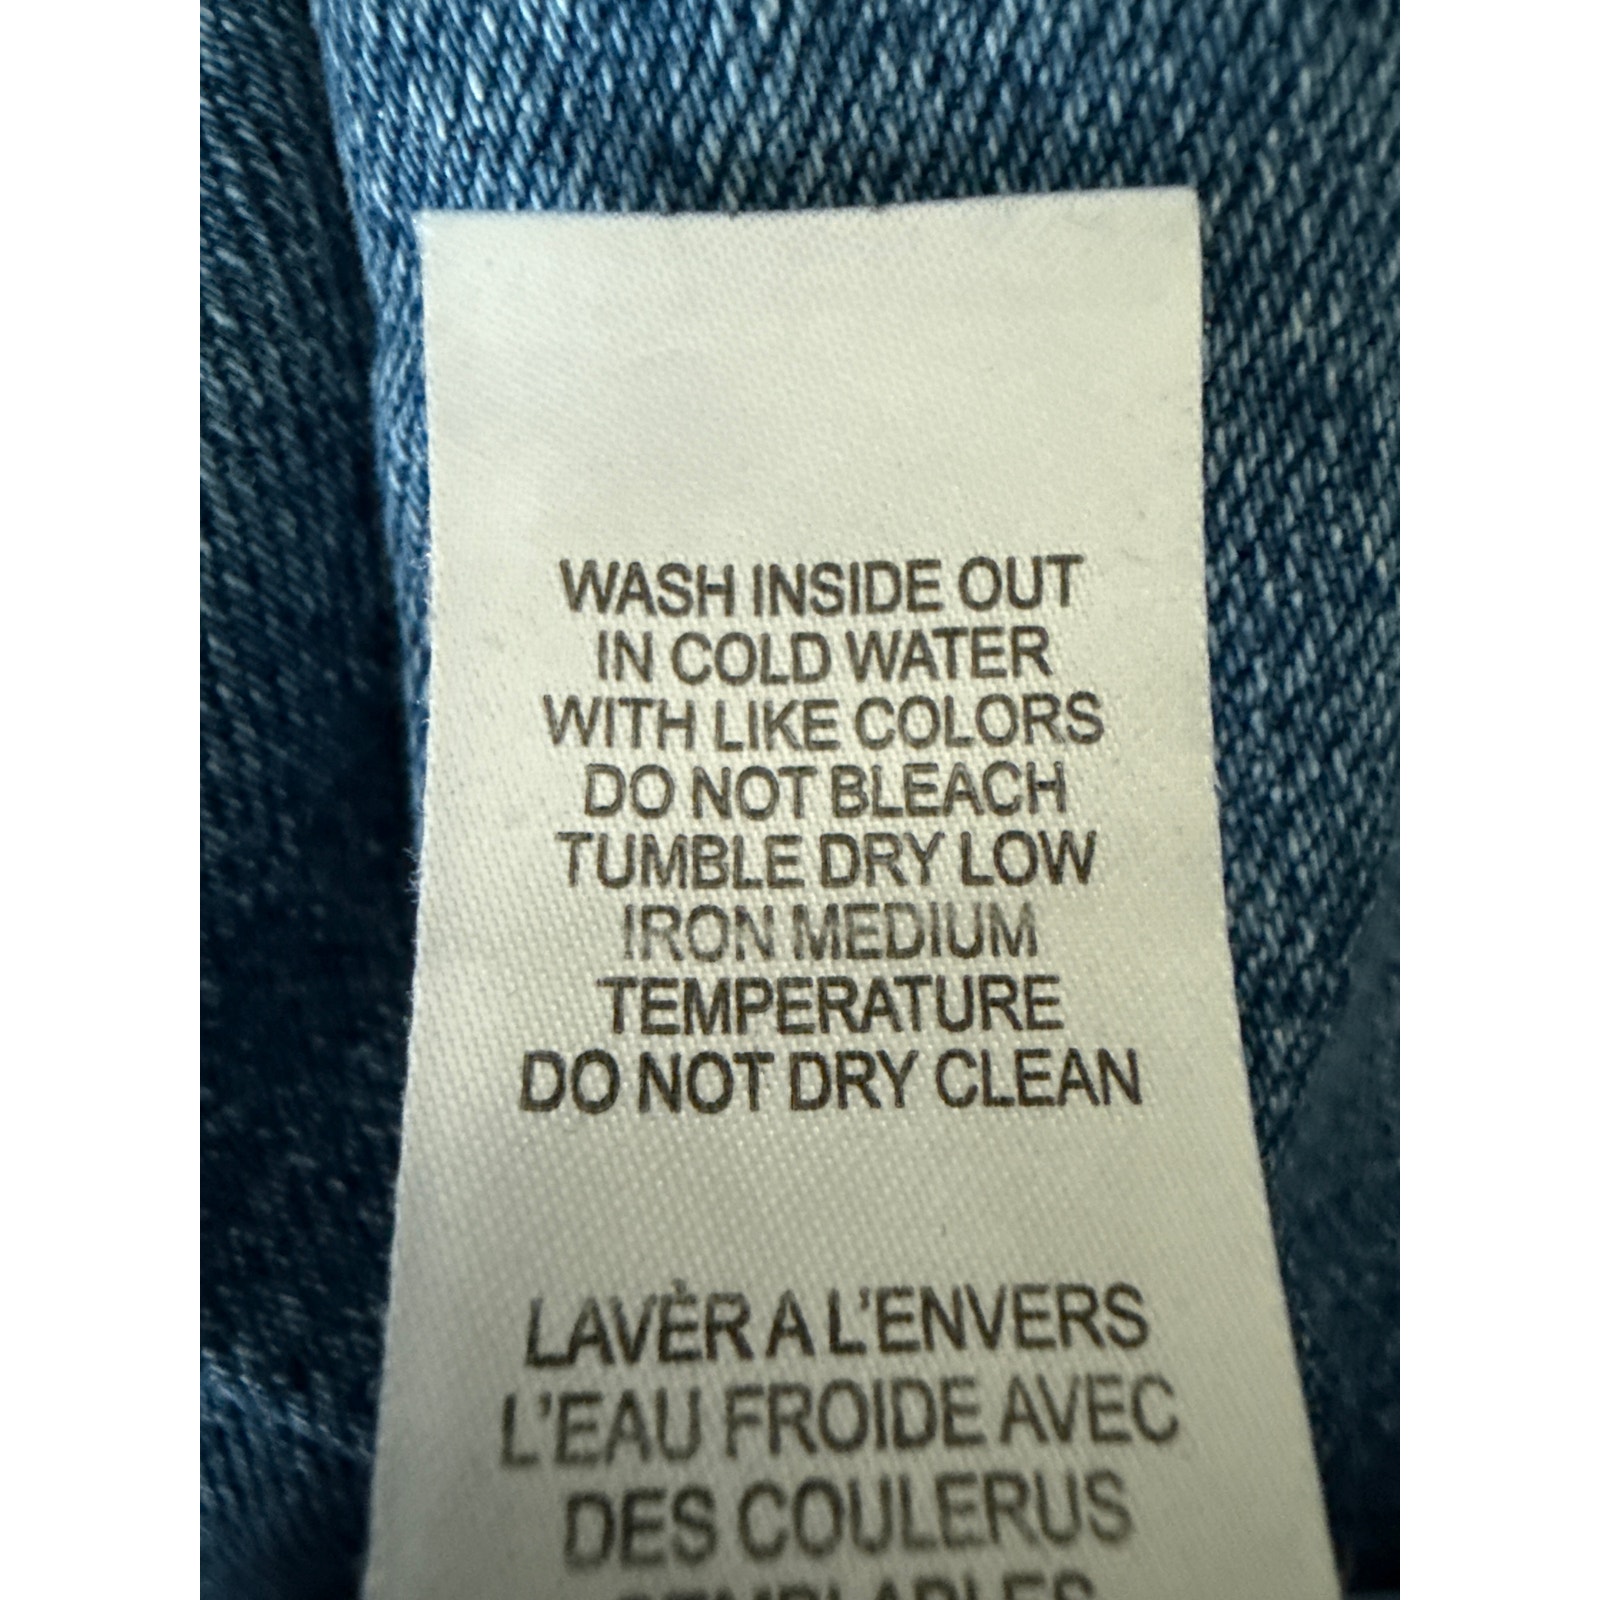 WASH INSIDE OUT
IN COLD WATER
WITH LIKE COLORS
DO NOT BLEACH
TUMBLE DRY LOW
IRON MEDIUM
TEMPERATURE
DO NOT DRY CLEAN
LAVÈR A L'ENVERS
L'EAU FROIDE AVEC
DES COULERUS
SEMBLABLES